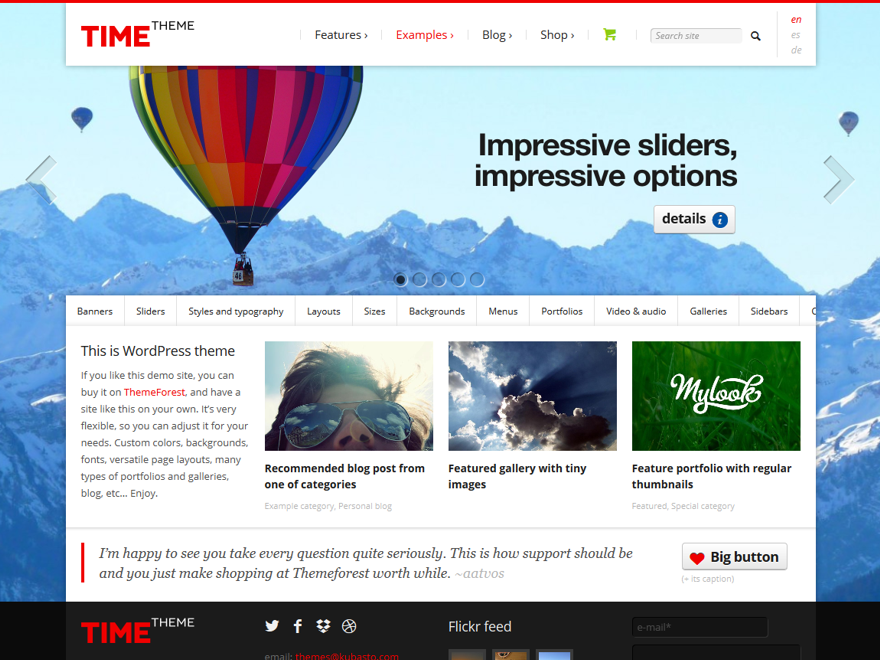 TIME THEME
Features ›
Examples ›
Blog ›
Shop ›
Search site
en
es
de
Impressive sliders,
impressive options
details i
Banners
Sliders
Styles and typography
Layouts
Sizes
Backgrounds
Menus
Portfolios
Video & audio
Galleries
Sidebars
This is WordPress theme
If you like this demo site, you can
buy it on ThemeForest, and have a
site like this on your own. It's very
flexible, so you can adjust it for your
needs. Custom colors, backgrounds,
fonts, versatile page layouts, many
types of portfolios and galleries,
blog, etc... Enjoy.
Recommended blog post from
one of categories
Example category, Personal blog
Featured gallery with tiny
images
Mylook
Feature portfolio with regular
thumbnails
Featured, Special category
I'm happy to see you take every question quite seriously. This is how support should be
and you just make shopping at Themeforest worth while. ~aatvos
Big button
(+ its caption)
TIME THEME
email: themes@kubasto.com
Flickr feed
e-mail*